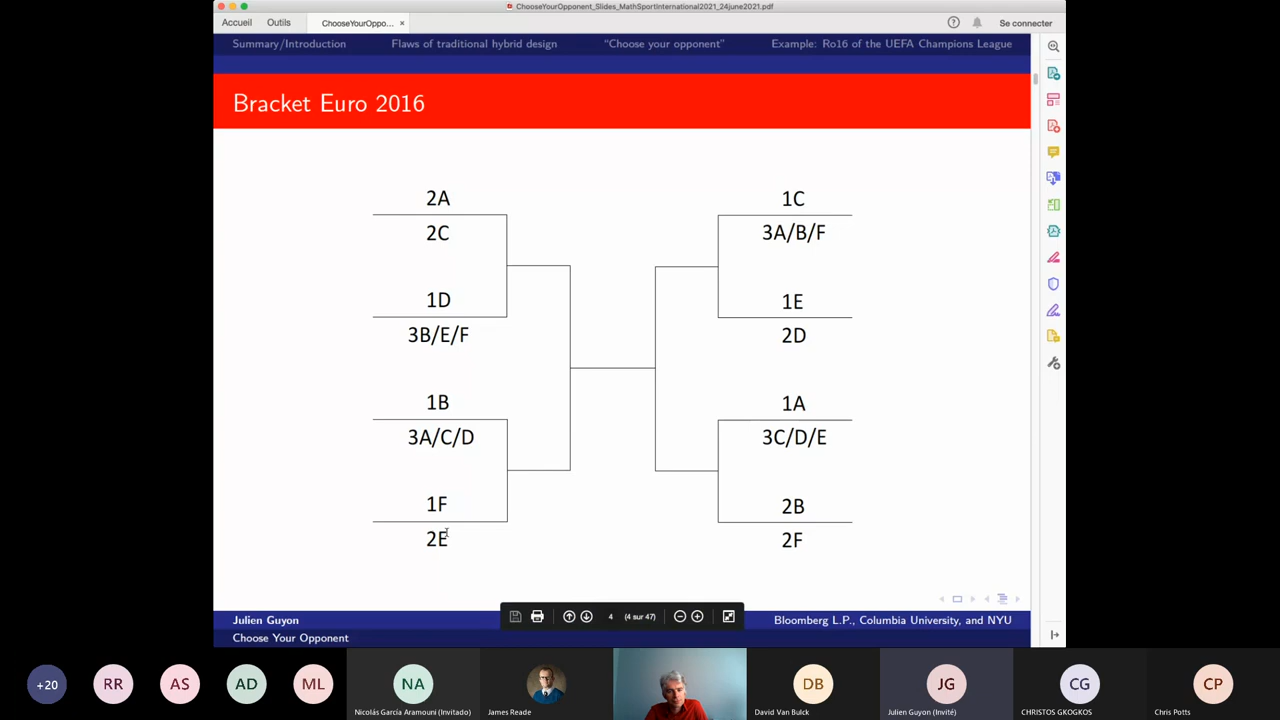 ChooseYourOpponent_Slides_MathSportInternational2021_24june2021.pdf
Accueil Outils ChooseYourOppo... × Se connecter
Summary/Introduction Flaws of traditional hybrid design "Choose your opponent" Example: Ro16 of the UEFA Champions League
Bracket Euro 2016
2A
2C
1D
3B/E/F
1B
3A/C/D
1F
2E
1C
3A/B/F
1E
2D
1A
3C/D/E
2B
2F
4 (4 sur 47)
Julien Guyon Bloomberg L.P., Columbia University, and NYU
Choose Your Opponent
+20 RR AS AD ML NA DB JG CG CP
Nicolás García Aramouni (Invitado) James Reade David Van Bulck Julien Guyon (Invité) CHRISTOS GKOGKOS Chris Potts